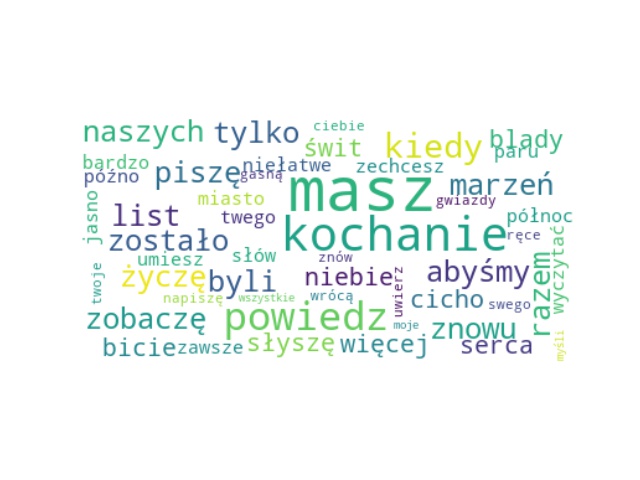 naszych tylko ciebie
świt kiedy blady
paru
bardzo niełatwe zechcesz
późno piszę gasną masz marzeń
miasto gwiazdy
jasno list twego kochanie północ
zostało ręce
umiesz słów znów wyczytać
twoje życzę byli niebie uwierz abyśmy razem
napiszę wszystkie wrócą cicho swego
zobaczę powiedz moje znowu
bicie zawsze słyszę więcej serca myśli